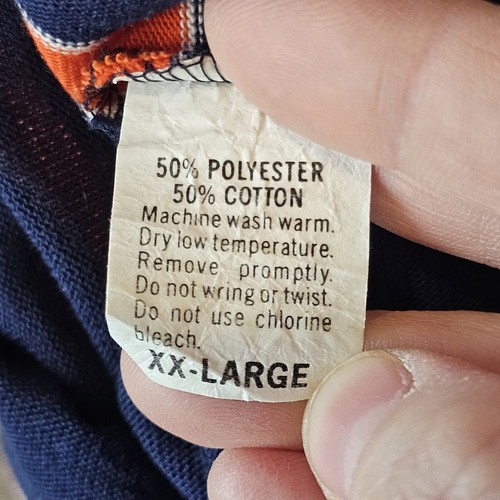 50% POLYESTER
50% COTTON
Machine wash warm.
Dry low temperature.
Remove promptly.
Do not wring or twist.
Do not use chlorine
bleach.
XX-LARGE